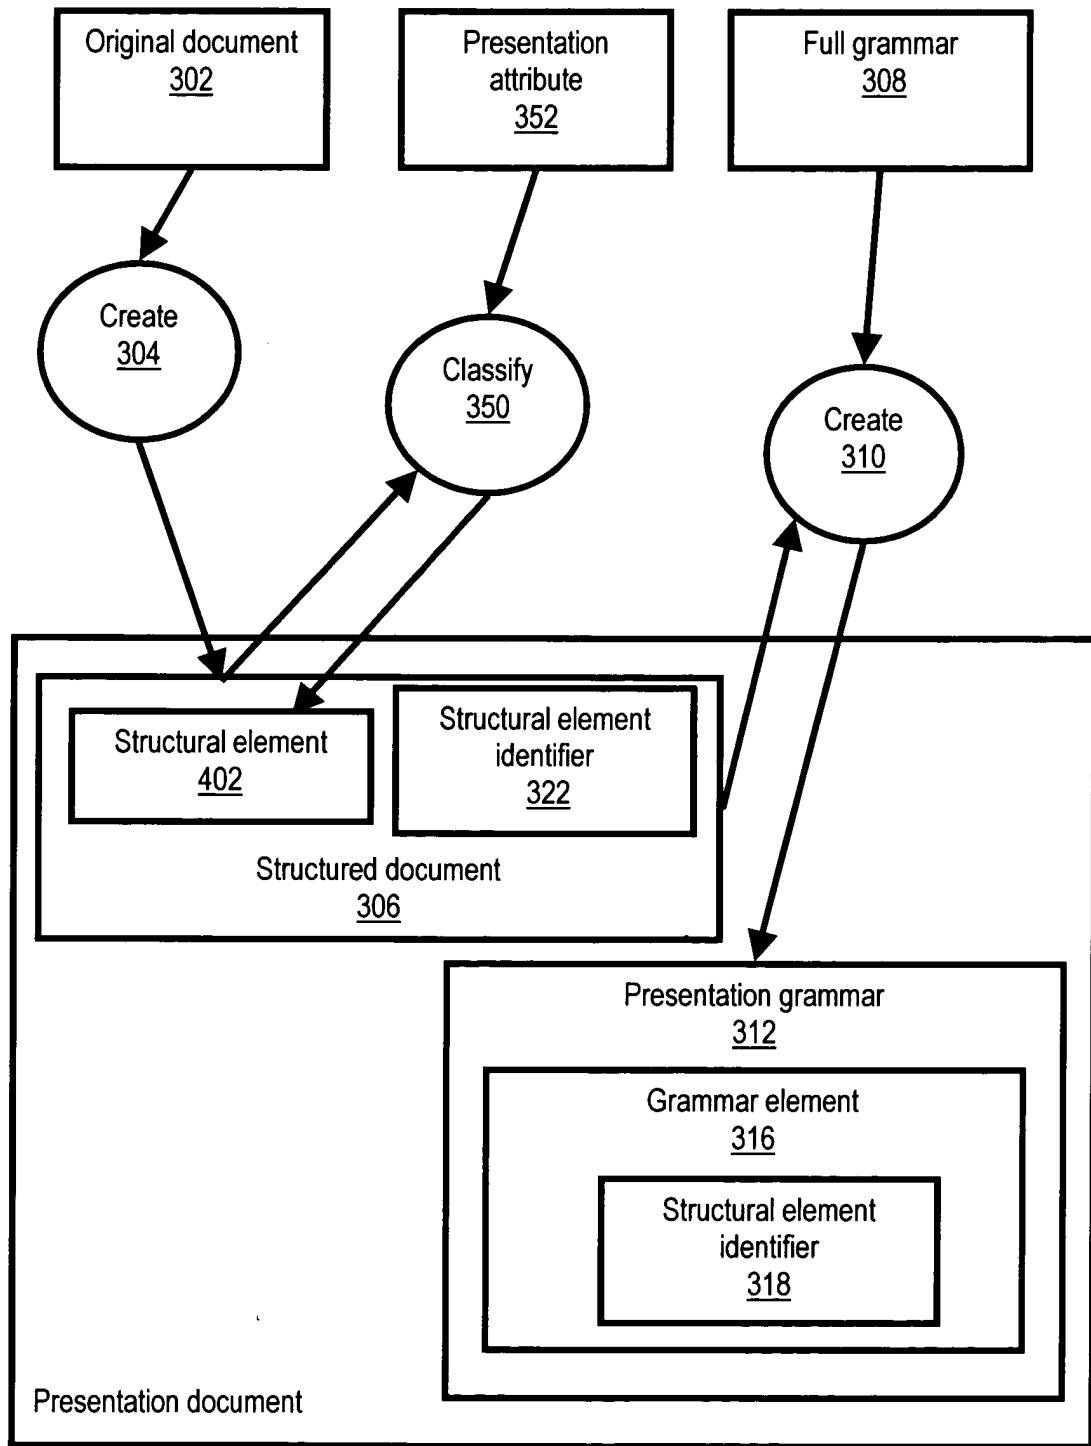 Original document
302
Presentation
attribute
352
Full grammar
308
Create
304
Classify
350
Create
310
Structural element
402
Structural element
identifier
322
Structured document
306
Presentation grammar
312
Grammar element
316
Structural element
identifier
318
Presentation document